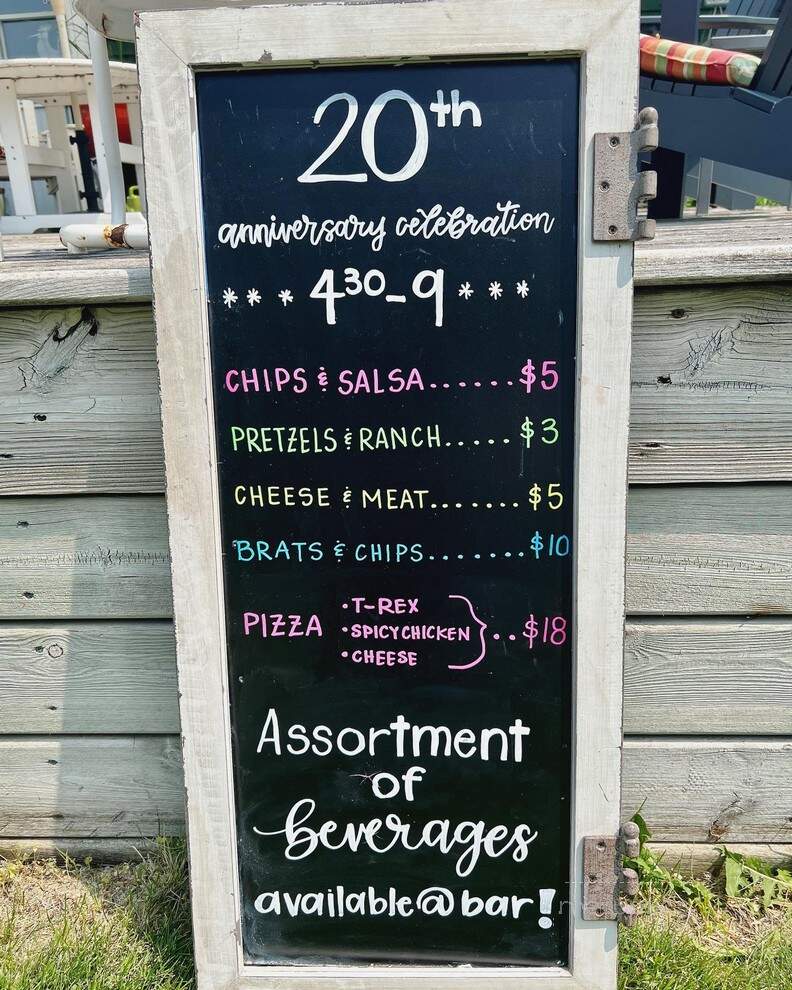 20th
anniversary celebration
* * * 4³⁰-9 * * *
CHIPS & SALSA......$5
PRETZELS & RANCH.....$3
CHEESE & MEAT.......$5
BRATS & CHIPS.......$10
PIZZA •T-REX •SPICY CHICKEN •CHEESE } ..$18
Assortment
of
beverages
available@bar!